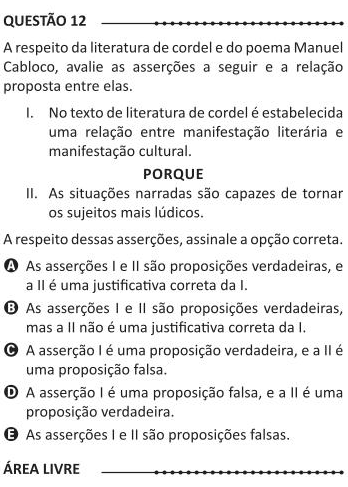 QUESTÃO 12
A respeito da literatura de cordel e do poema Manuel
Cabloco, avalie as asserções a seguir e a relação
proposta entre elas.
I. No texto de literatura de cordel é estabelecida
uma relação entre manifestação literária e
manifestação cultural.
PORQUE
II. As situações narradas são capazes de tornar
os sujeitos mais lúdicos.
A respeito dessas asserções, assinale a opção correta.
A As asserções I e II são proposições verdadeiras, e
a II é uma justificativa correta da I.
B As asserções I e II são proposições verdadeiras,
mas a II não é uma justificativa correta da I.
C A asserção I é uma proposição verdadeira, e a II é
uma proposição falsa.
D A asserção I é uma proposição falsa, e a II é uma
proposição verdadeira.
E As asserções I e II são proposições falsas.
ÁREA LIVRE